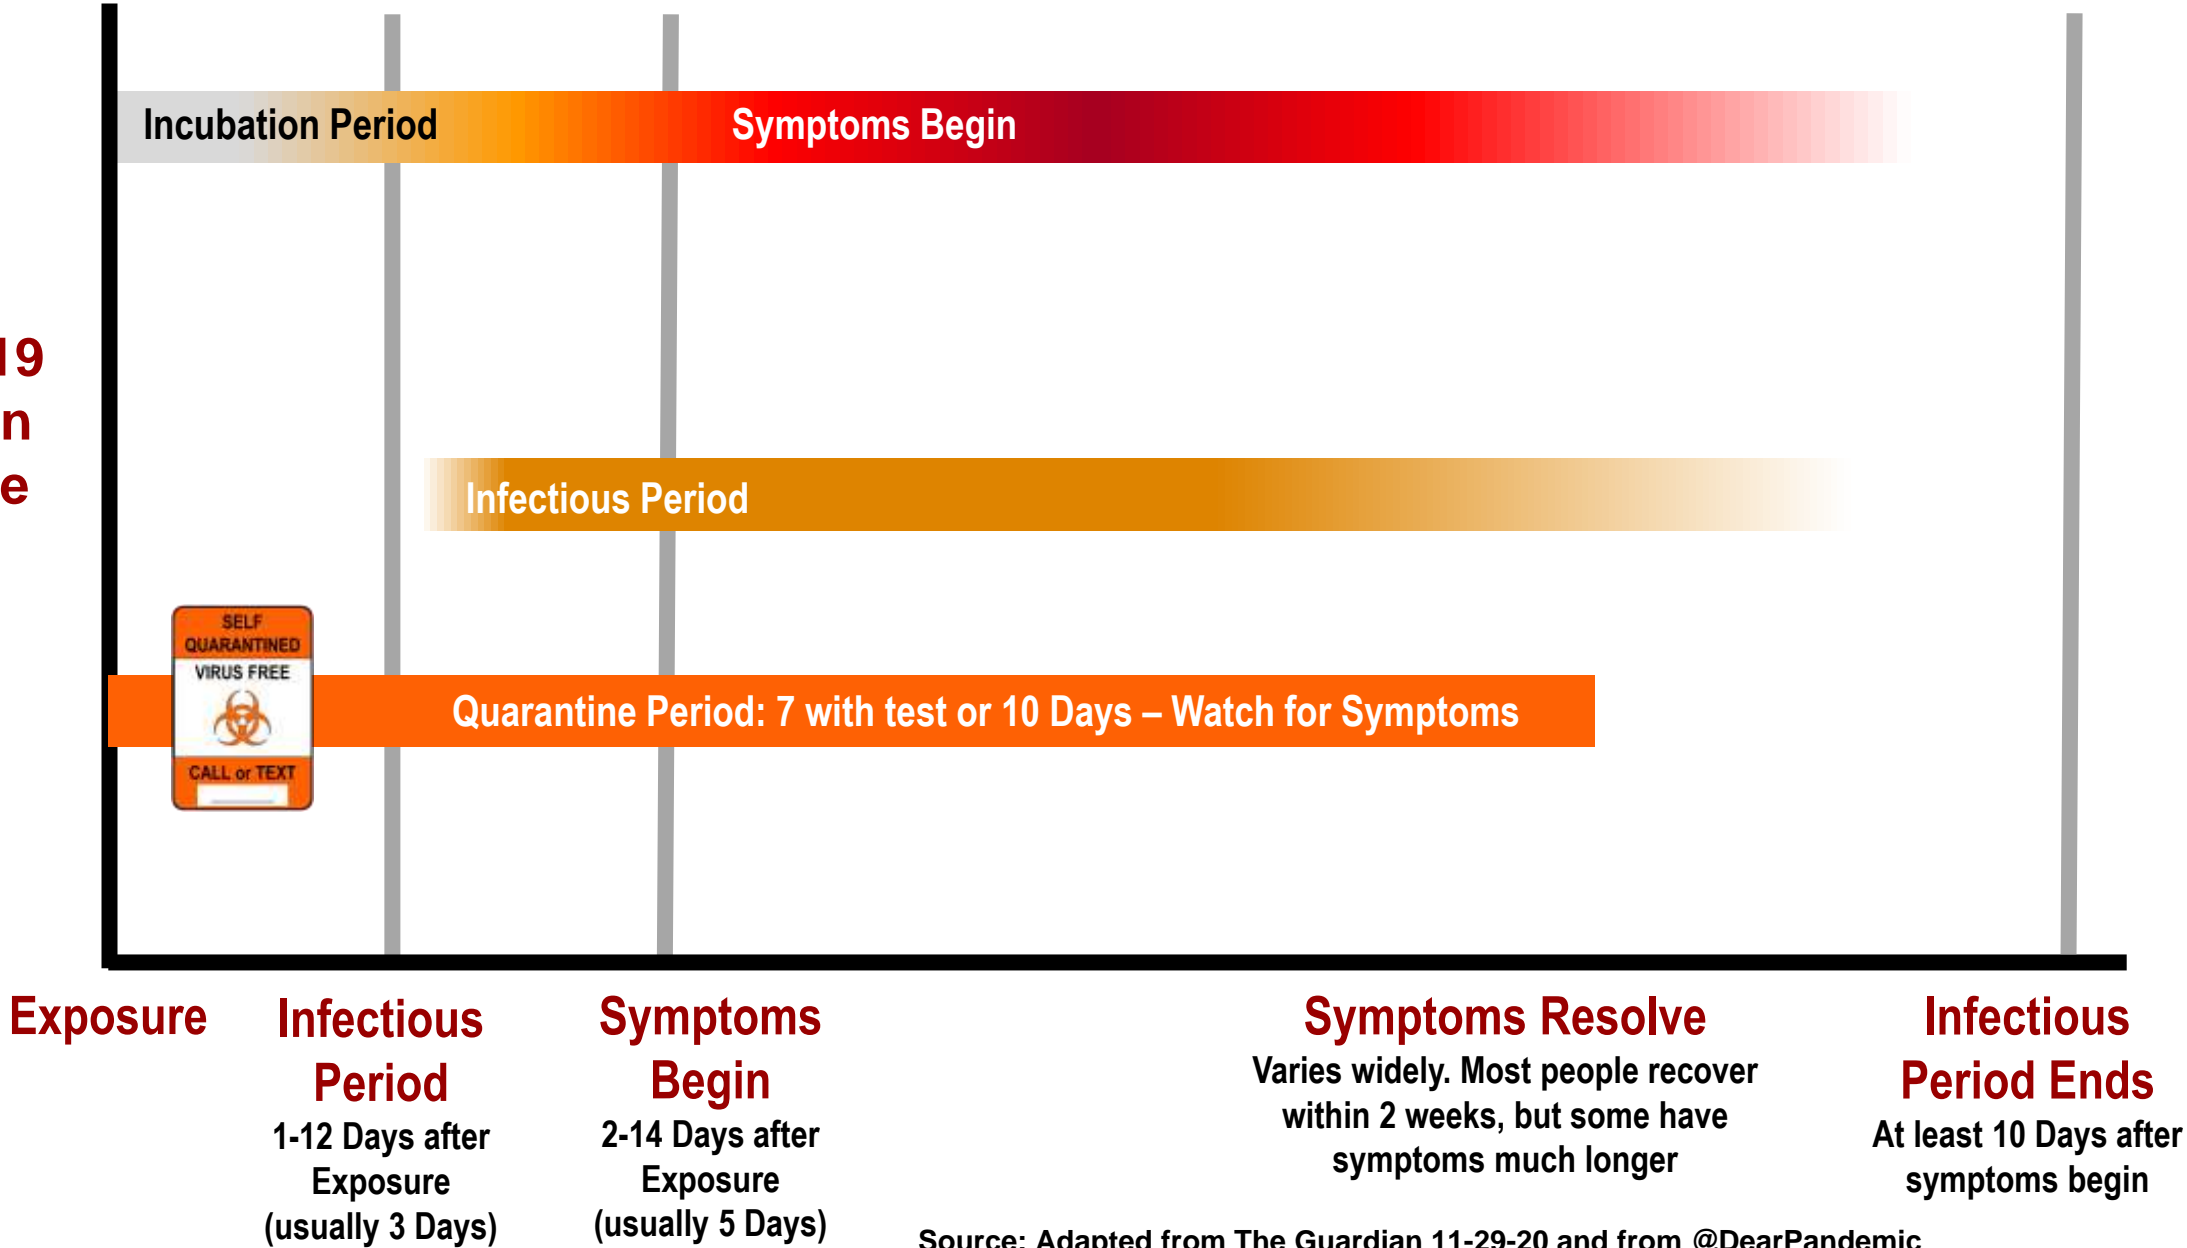 Incubation Period
Symptoms Begin
19
n
e
Infectious Period
SELF
QUARANTINED
VIRUS FREE
CALL or TEXT
Quarantine Period: 7 with test or 10 Days – Watch for Symptoms
Exposure
Infectious
Period
1-12 Days after
Exposure
(usually 3 Days)
Symptoms
Begin
2-14 Days after
Exposure
(usually 5 Days)
Symptoms Resolve
Varies widely. Most people recover
within 2 weeks, but some have
symptoms much longer
Infectious
Period Ends
At least 10 Days after
symptoms begin
Source: Adapted from The Guardian 11-29-20 and from @DearPandemic